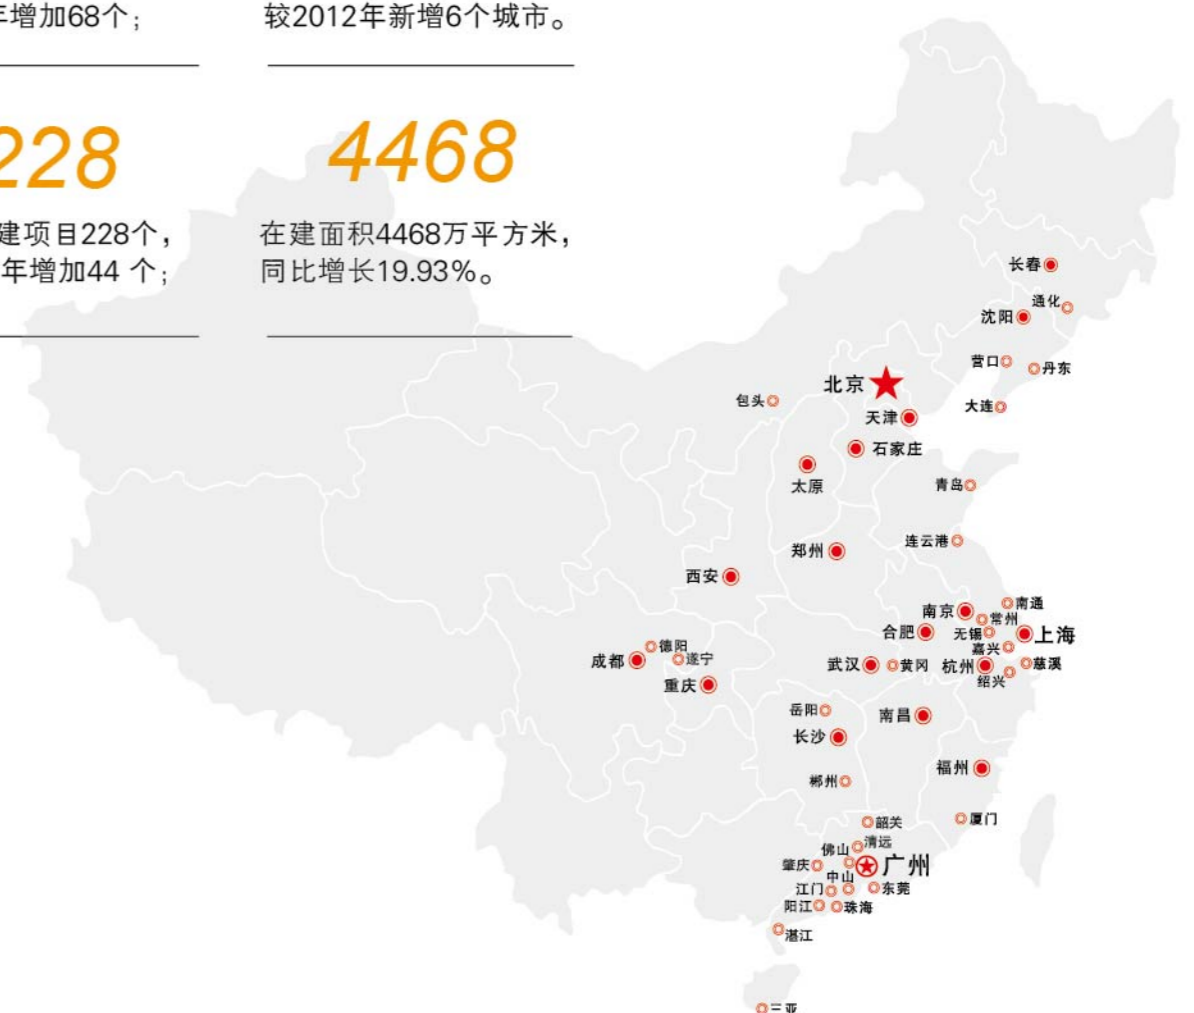 年增加68个；
较2012年新增6个城市。
228
4468
建项目228个，
年增加44 个；
在建面积4468万平方米，
同比增长19.93%。
长春
通化
沈阳
营口
丹东
北京
包头
大连
天津
石家庄
太原
青岛
连云港
郑州
西安
南通
南京
常州
合肥
无锡
上海
嘉兴
德阳
成都
遂宁
武汉
黄冈
杭州
慈溪
绍兴
重庆
岳阳
南昌
长沙
福州
郴州
厦门
韶关
清远
佛山
肇庆
广州
中山
江门
东莞
阳江
珠海
湛江
三亚